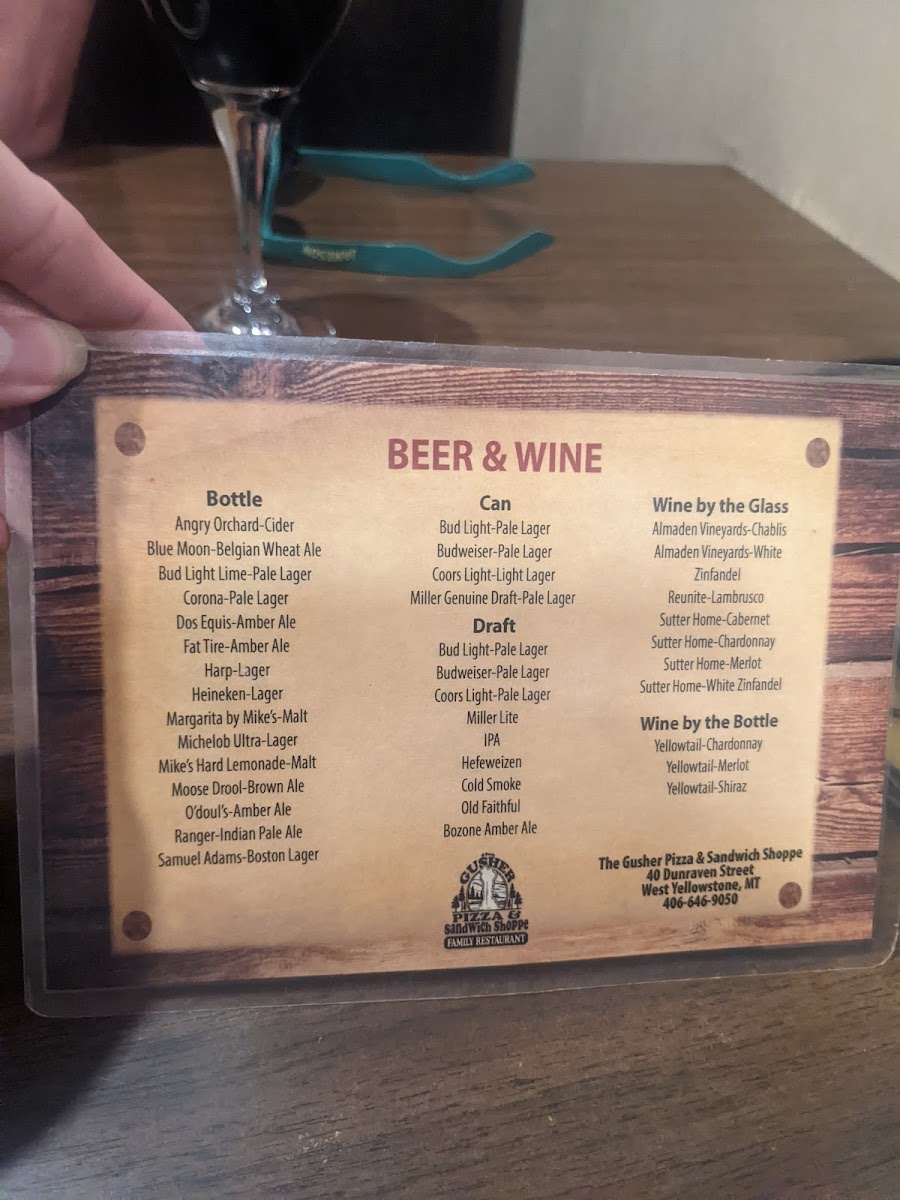 BEER & WINE
Bottle
Angry Orchard-Cider
Blue Moon-Belgian Wheat Ale
Bud Light Lime-Pale Lager
Corona-Pale Lager
Dos Equis-Amber Ale
Fat Tire-Amber Ale
Harp-Lager
Heineken-Lager
Margarita by Mike's-Malt
Michelob Ultra-Lager
Mike's Hard Lemonade-Malt
Moose Drool-Brown Ale
O'doul's-Amber Ale
Ranger-Indian Pale Ale
Samuel Adams-Boston Lager
Can
Bud Light-Pale Lager
Budweiser-Pale Lager
Coors Light-Light Lager
Miller Genuine Draft-Pale Lager
Draft
Bud Light-Pale Lager
Budweiser-Pale Lager
Coors Light-Pale Lager
Miller Lite
IPA
Hefeweizen
Cold Smoke
Old Faithful
Bozone Amber Ale
The
GUSHER
PIZZA &
Sandwich Shoppe
FAMILY RESTAURANT
Wine by the Glass
Almaden Vineyards-Chablis
Almaden Vineyards-White
Zinfandel
Reunite-Lambrusco
Sutter Home-Cabernet
Sutter Home-Chardonnay
Sutter Home-Merlot
Sutter Home-White Zinfandel
Wine by the Bottle
Yellowtail-Chardonnay
Yellowtail-Merlot
Yellowtail-Shiraz
The Gusher Pizza & Sandwich Shoppe
40 Dunraven Street
West Yellowstone, MT
406-646-9050